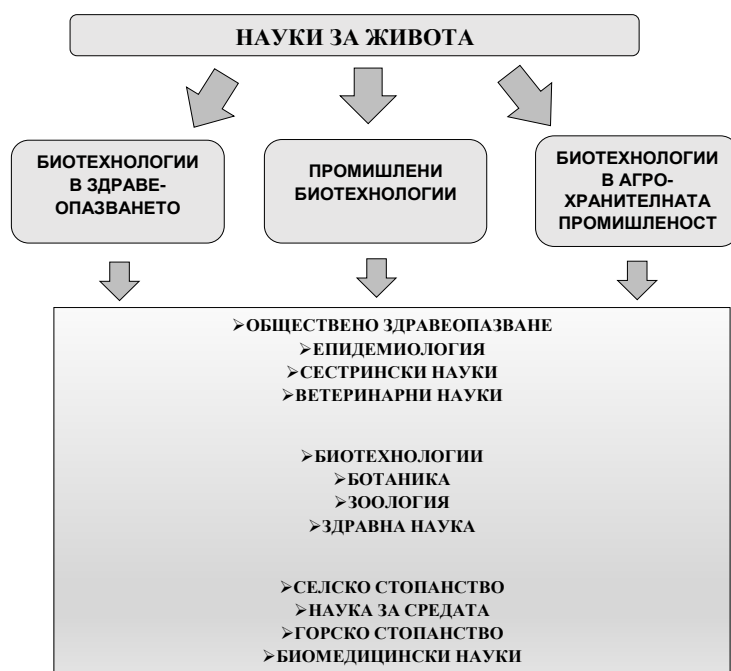 НАУКИ ЗА ЖИВОТА
БИОТЕХНОЛОГИИ
В ЗДРАВЕ-
ОПАЗВАНЕТО
ПРОМИШЛЕНИ
БИОТЕХНОЛОГИИ
БИОТЕХНОЛОГИИ
В АГРО-
ХРАНИТЕЛНАТА
ПРОМИШЛЕНОСТ
➢ОБЩЕСТВЕНО ЗДРАВЕОПАЗВАНЕ
➢ЕПИДЕМИОЛОГИЯ
➢СЕСТРИНСКИ НАУКИ
➢ВЕТЕРИНАРНИ НАУКИ
➢БИОТЕХНОЛОГИИ
➢БОТАНИКА
➢ЗООЛОГИЯ
➢ЗДРАВНА НАУКА
➢СЕЛСКО СТОПАНСТВО
➢НАУКА ЗА СРЕДАТА
➢ГОРСКО СТОПАНСТВО
➢БИОМЕДИЦИНСКИ НАУКИ